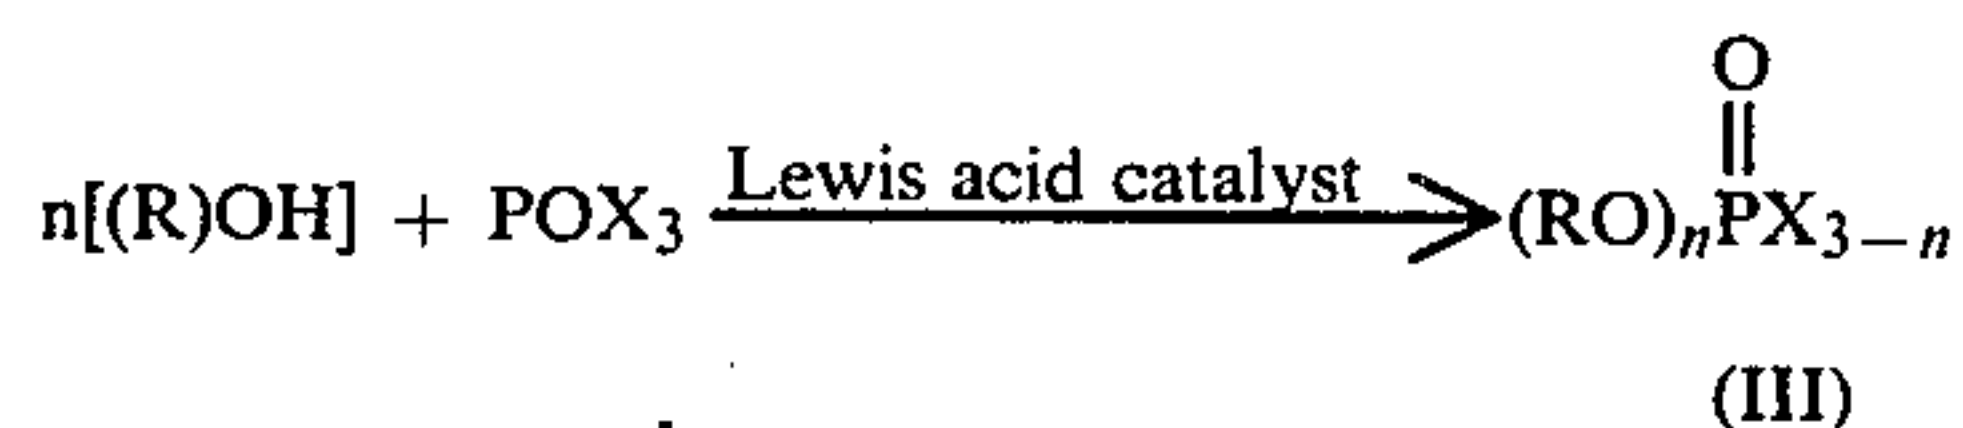 O
||
n[(R)OH] + POX₃ Lewis acid catalyst (RO)ₙPX₃₋ₙ
(III)